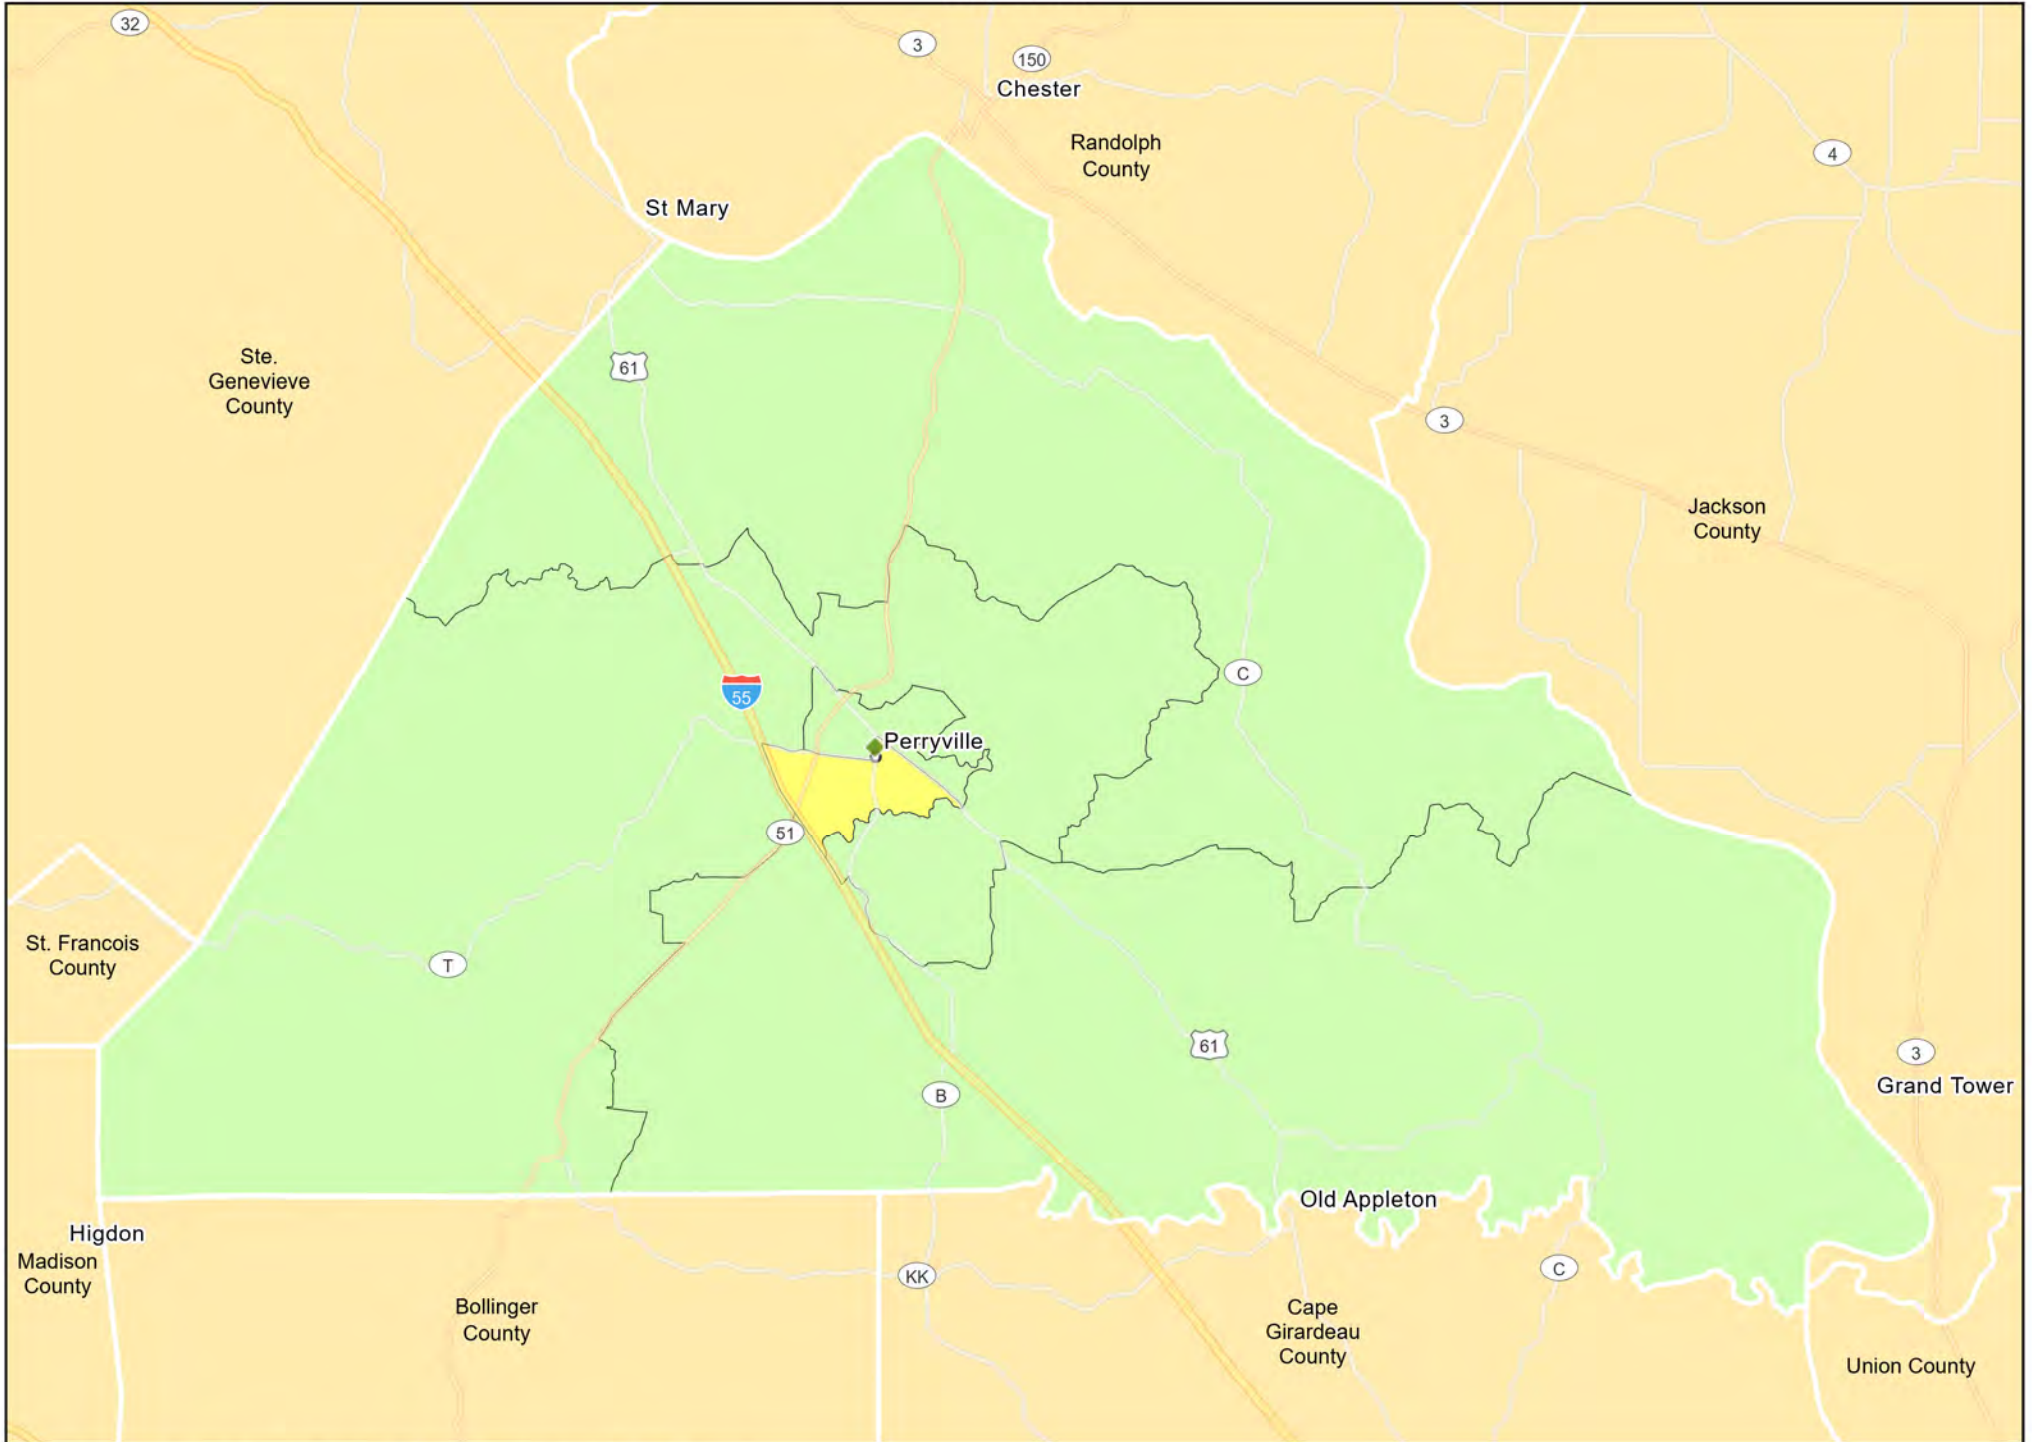 32
3
150
Chester
Randolph
County
4
St Mary
Ste.
Genevieve
County
61
3
Jackson
County
C
55
Perryville
51
St. Francois
County
T
61
3
Grand Tower
B
Old Appleton
Higdon
Madison
County
KK
C
Bollinger
County
Cape
Girardeau
County
Union County